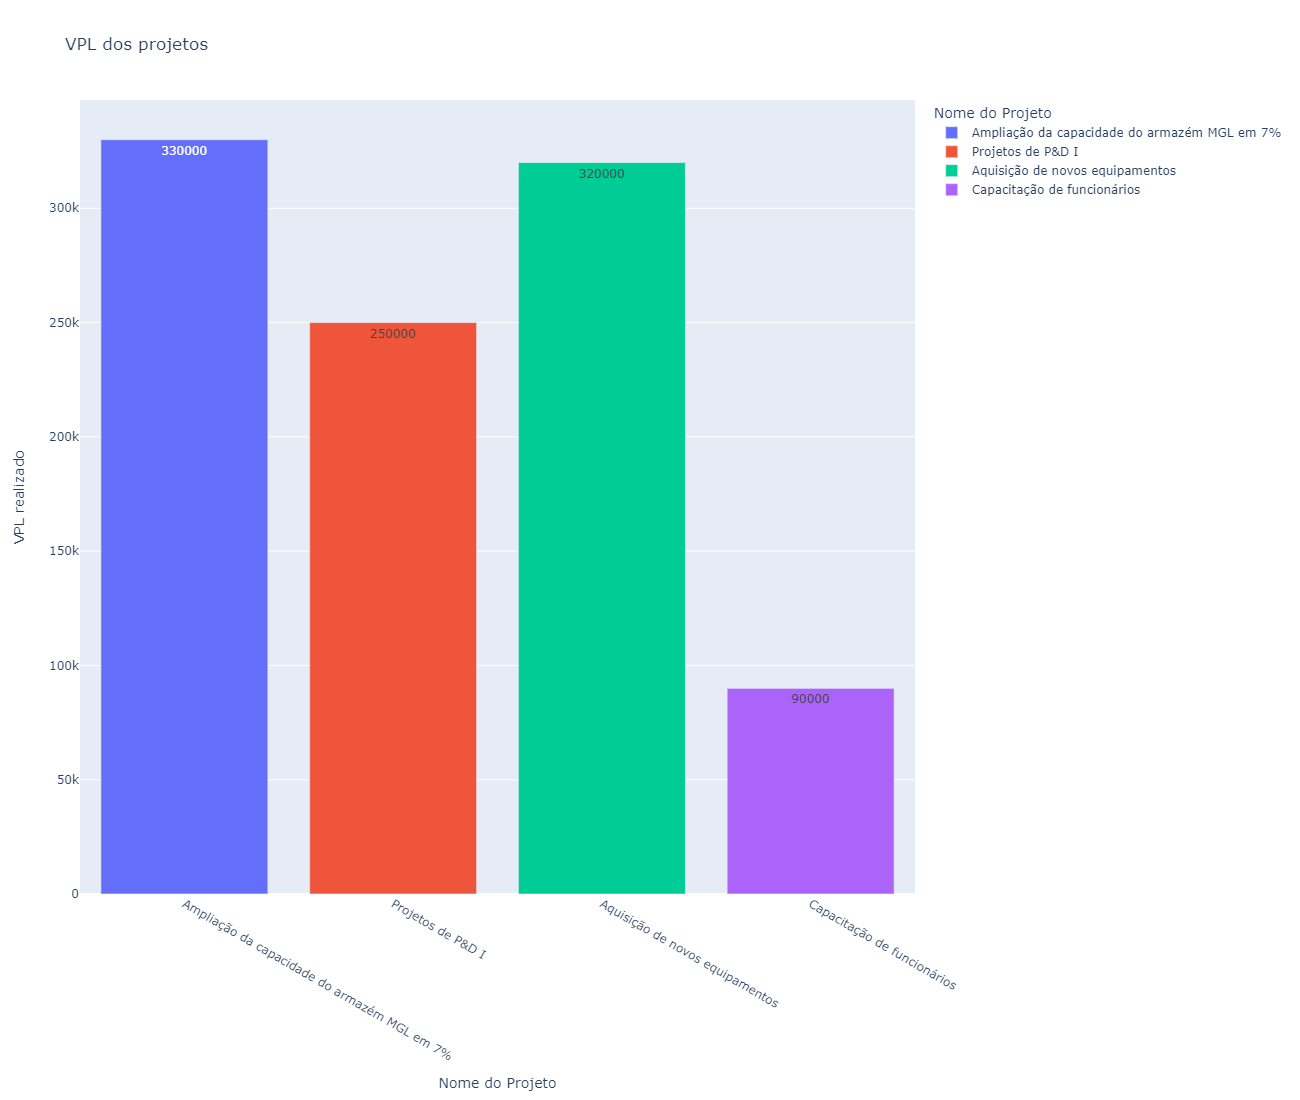 VPL dos projetos
Nome do Projeto
Ampliação da capacidade do armazém MGL em 7%
Projetos de P&D I
Aquisição de novos equipamentos
Capacitação de funcionários
330000
250000
320000
90000
300k
250k
200k
150k
100k
50k
0
VPL realizado
Ampliação da capacidade do armazém MGL em 7%
Projetos de P&D I
Aquisição de novos equipamentos
Capacitação de funcionários
Nome do Projeto